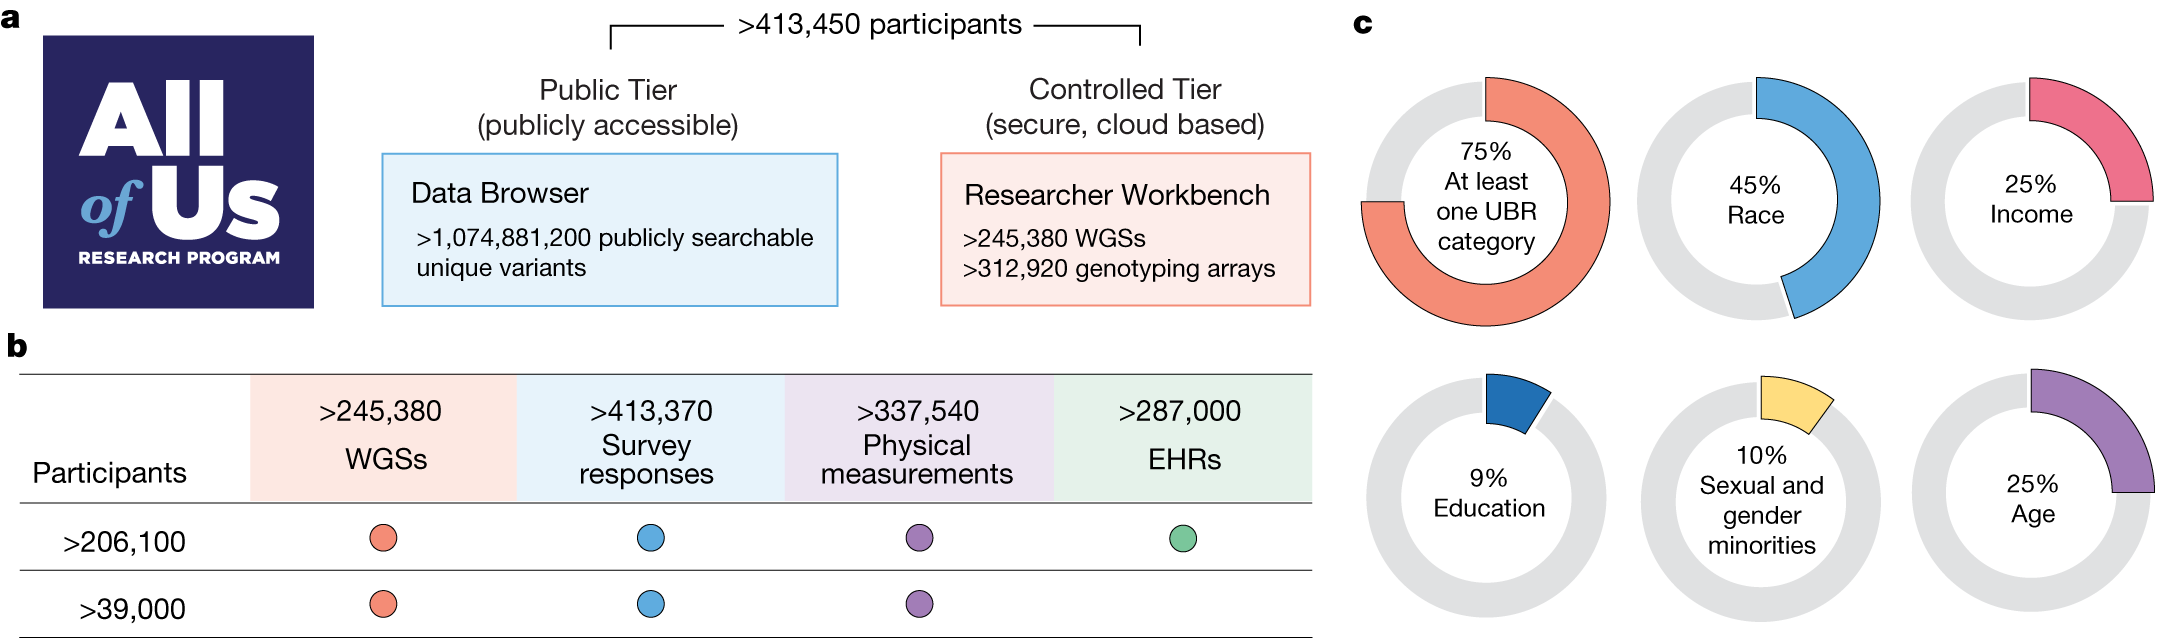 a
All
of Us
RESEARCH PROGRAM
>413,450 participants
Public Tier
(publicly accessible)
Data Browser
>1,074,881,200 publicly searchable
unique variants
Controlled Tier
(secure, cloud based)
Researcher Workbench
>245,380 WGSs
>312,920 genotyping arrays
b
Participants
>245,380
WGSs
>413,370
Survey
responses
>337,540
Physical
measurements
>287,000
EHRs
>206,100
>39,000
c
75%
At least
one UBR
category
45%
Race
25%
Income
9%
Education
10%
Sexual and
gender
minorities
25%
Age